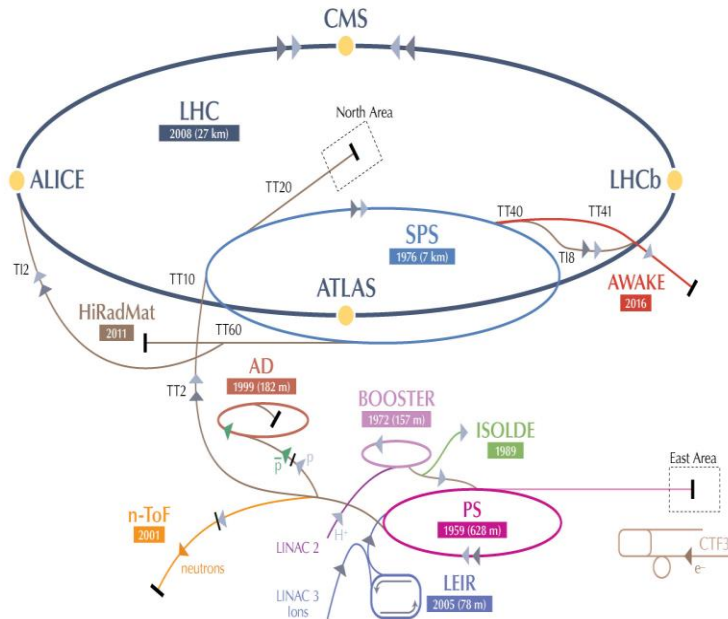 CMS
LHC
2008 (27 km)
North Area
ALICE
TT20
LHCb
TT40
TT41
SPS
1976 (7 km)
TI8
TI2
TT10
ATLAS
AWAKE
2016
HiRadMat
2011
TT60
AD
1999 (182 m)
TT2
BOOSTER
1972 (157 m)
ISOLDE
1989
East Area
p̅
p
n-ToF
2001
PS
1959 (628 m)
H⁺
LINAC 2
neutrons
CTF3
e⁻
LEIR
2005 (78 m)
LINAC 3
Ions